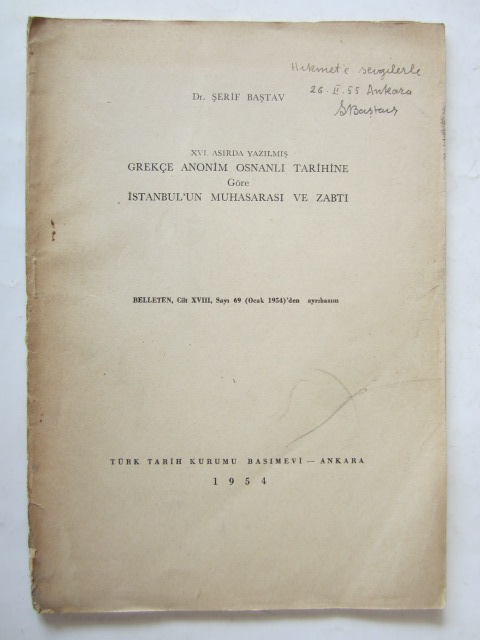 Hikmet'e sevgilerle
26-II-55 Ankara
ŞBaştav
Dr. ŞERİF BAŞTAV
XVI. ASIRDA YAZILMIŞ
GREKÇE ANONİM OSNANLI TARİHİNE
Göre
İSTANBUL'UN MUHASARASI VE ZABTI
BELLETEN, Cilt XVIII, Sayı 69 (Ocak 1954)'den ayrıbasım
TÜRK TARİH KURUMU BASIMEVİ — ANKARA
1954